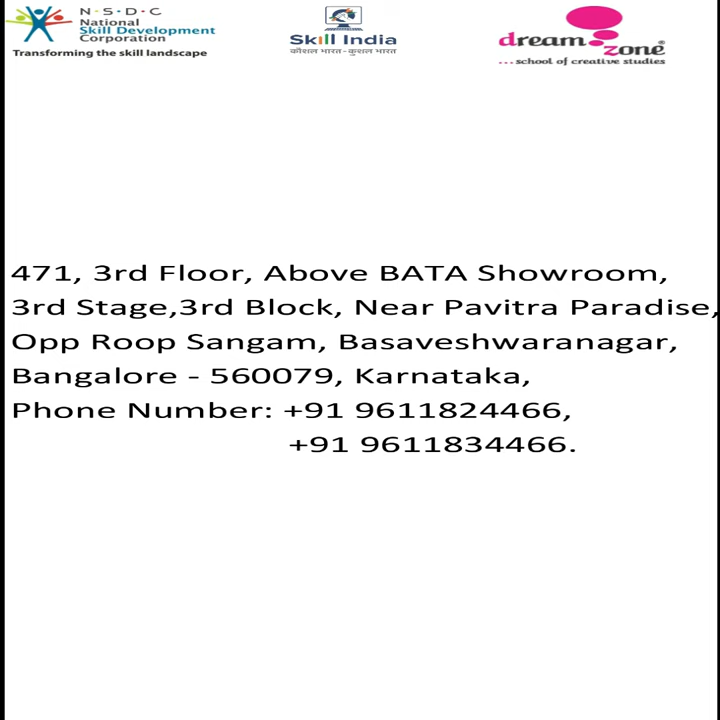 N·S·D·C
National
Skill Development
Corporation
Transforming the skill landscape
Skill India
कौशल भारत-कुशल भारत
dream zone®
...school of creative studies
471, 3rd Floor, Above BATA Showroom,
3rd Stage,3rd Block, Near Pavitra Paradise,
Opp Roop Sangam, Basaveshwaranagar,
Bangalore - 560079, Karnataka,
Phone Number: +91 9611824466,
+91 9611834466.